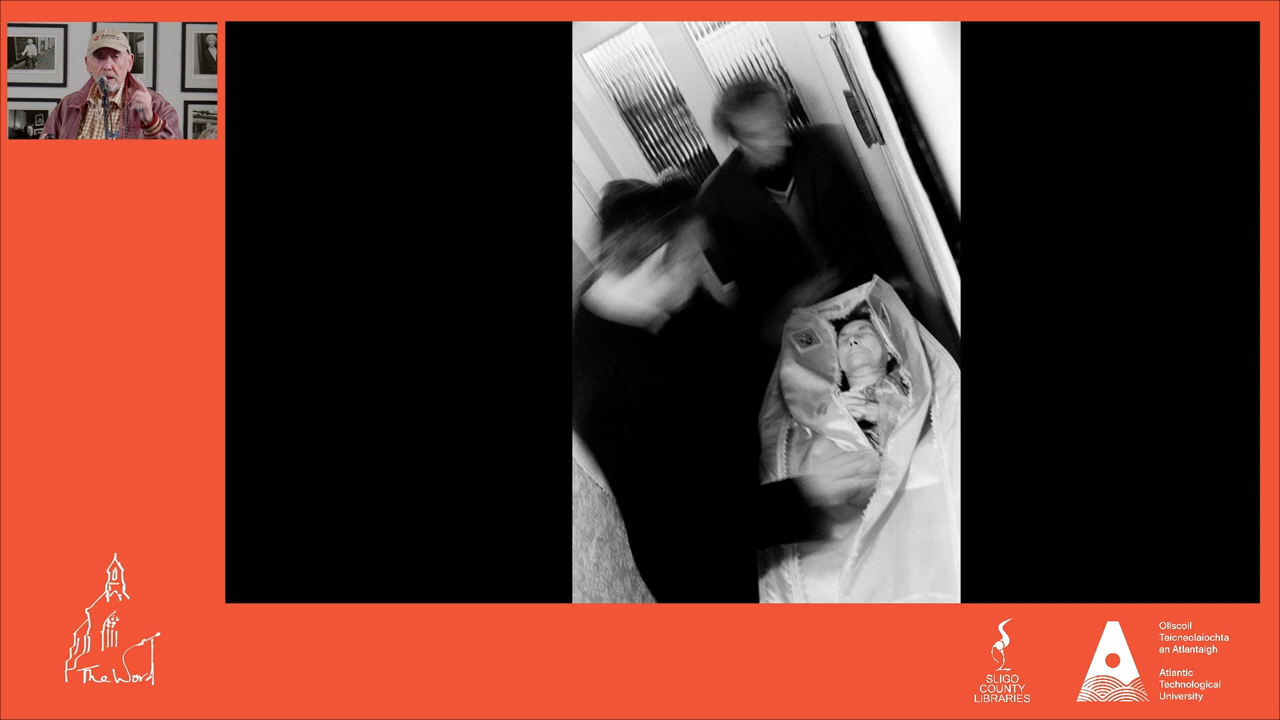 The Word
SLIGO
COUNTY
LIBRARIES
Ollscoil
Teicneolaíochta
an Atlantaigh
Atlantic
Technological
University